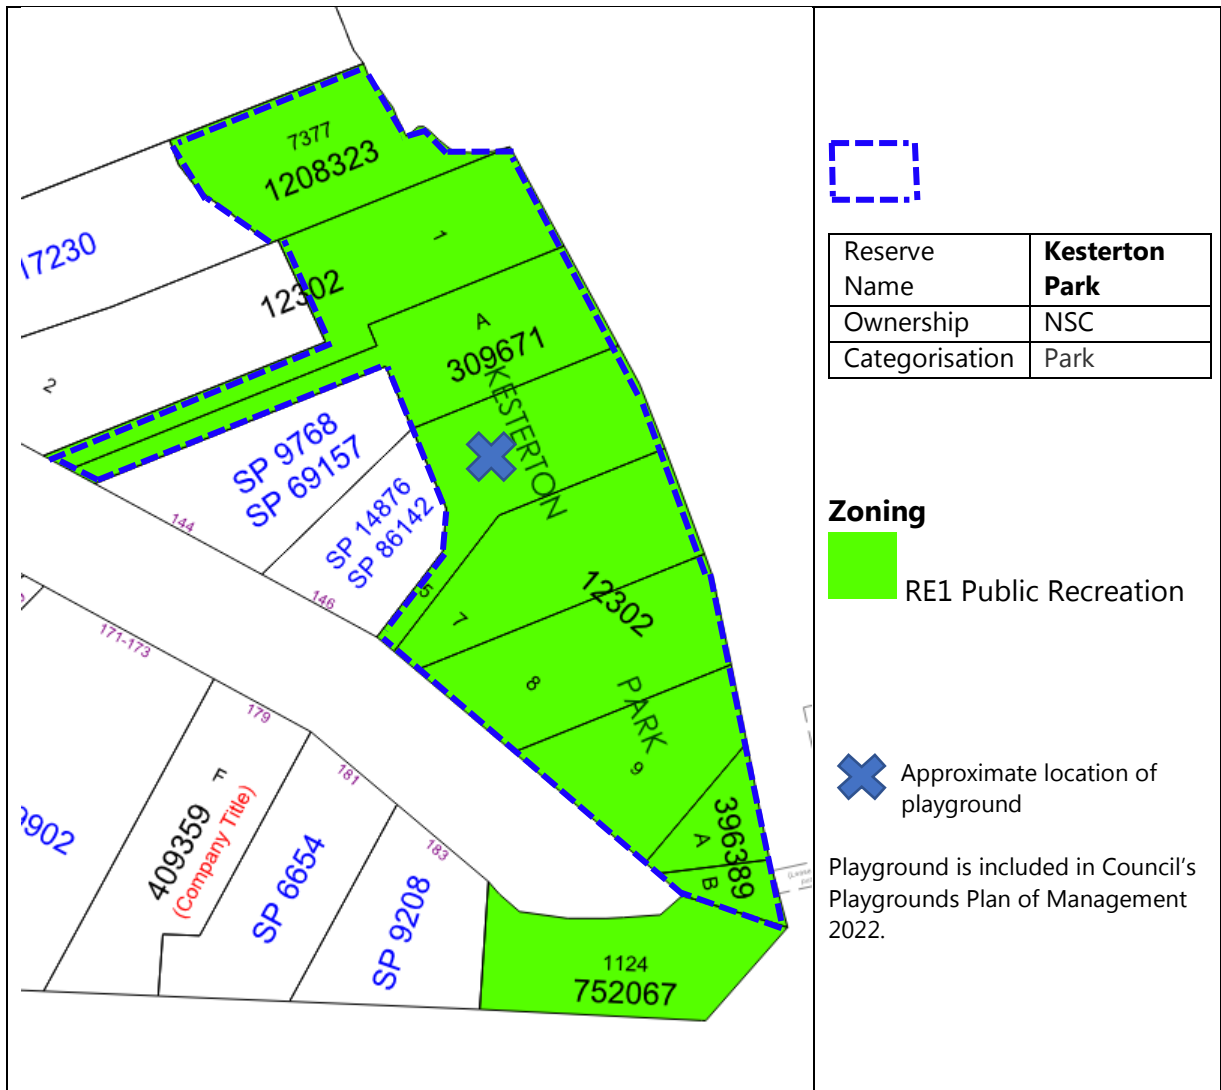 7377
1208323
1
17230
12302
A
309671
2
KESTERTON
SP 9768
SP 69157
SP 14876
SP 86142
144
146
5
7
12302
8
PARK
9
171-173
179
181
183
F
409359
(Company Title)
9902
SP 6654
SP 9208
396389
A
B
1124
752067
Reserve Name
Kesterton Park
Ownership
NSC
Categorisation
Park
Zoning
RE1 Public Recreation
Approximate location of
playground
Playground is included in Council‘s
Playgrounds Plan of Management
2022.